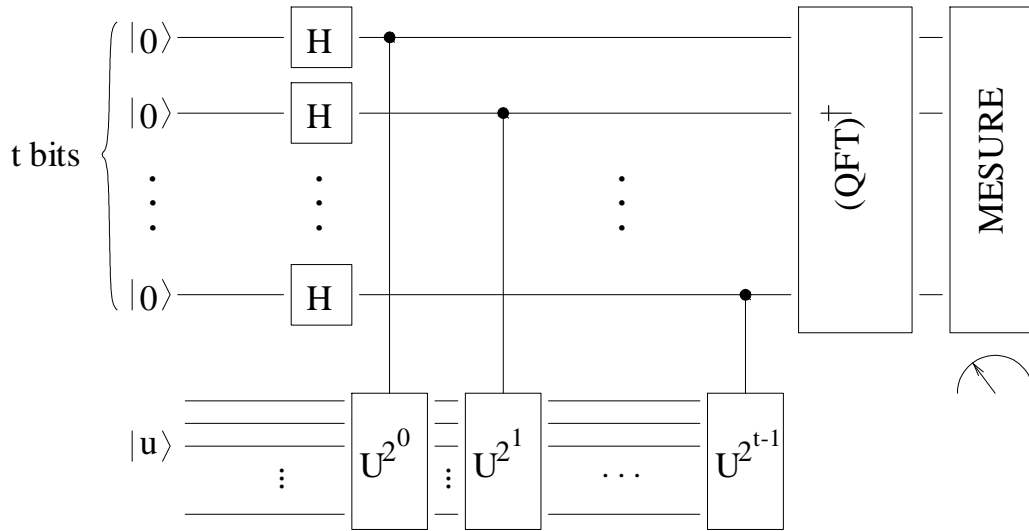 |0⟩ H
|0⟩ H
t bits
(QFT)†
MESURE
|0⟩ H
|u⟩ U^{2^0} U^{2^1} . . . U^{2^{t-1}}